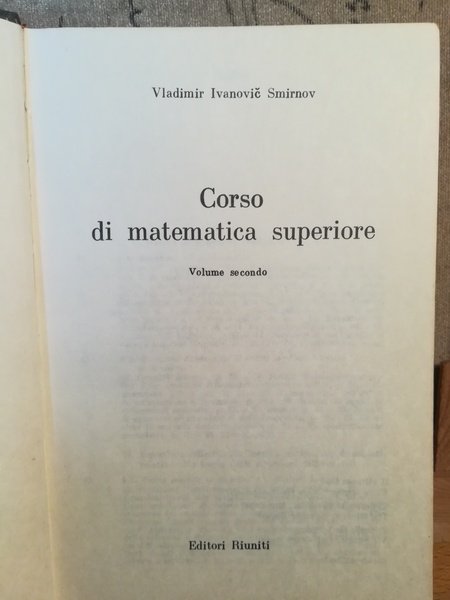 Vladimir Ivanovič Smirnov
Corso
di matematica superiore
Volume secondo
Editori Riuniti